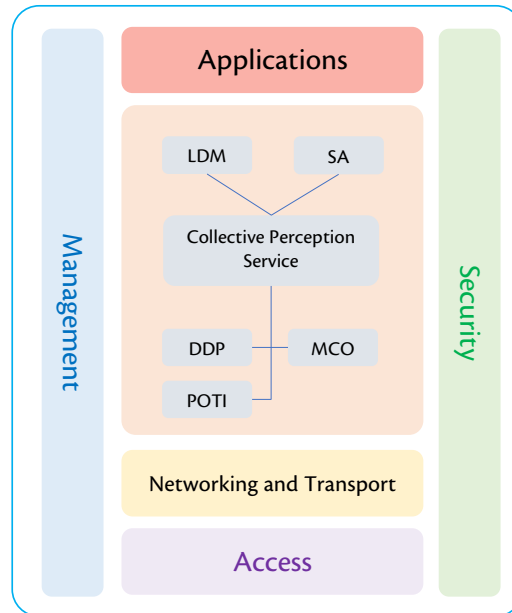 Applications
LDM
SA
Collective Perception
Service
DDP
MCO
POTI
Networking and Transport
Access
Management
Security